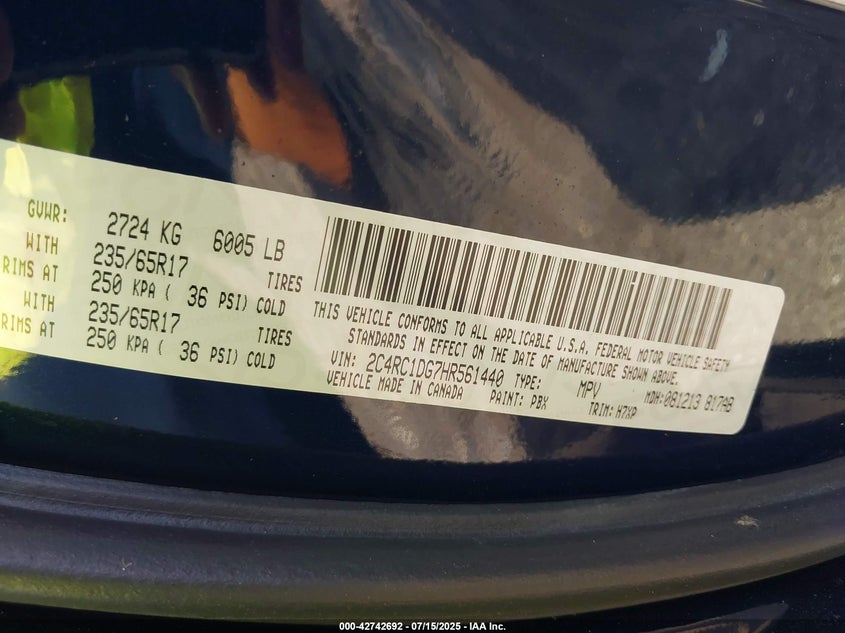 GVWR: 2724 KG 6005 LB
WITH 235/65R17 TIRES
RIMS AT 250 KPA ( 36 PSI) COLD
WITH 235/65R17 TIRES
RIMS AT 250 KPA ( 36 PSI) COLD
THIS VEHICLE CONFORMS TO ALL APPLICABLE U.S.A. FEDERAL MOTOR VEHICLE SAFETY
STANDARDS IN EFFECT ON THE DATE OF MANUFACTURE SHOWN ABOVE.
VIN: 2C4RC1DG7HR561440 TYPE: MPV MDH:081213 817AB
VEHICLE MADE IN CANADA PAINT: PBX TRIM: H7XP
000-42742692 - 07/15/2025 - IAA Inc.